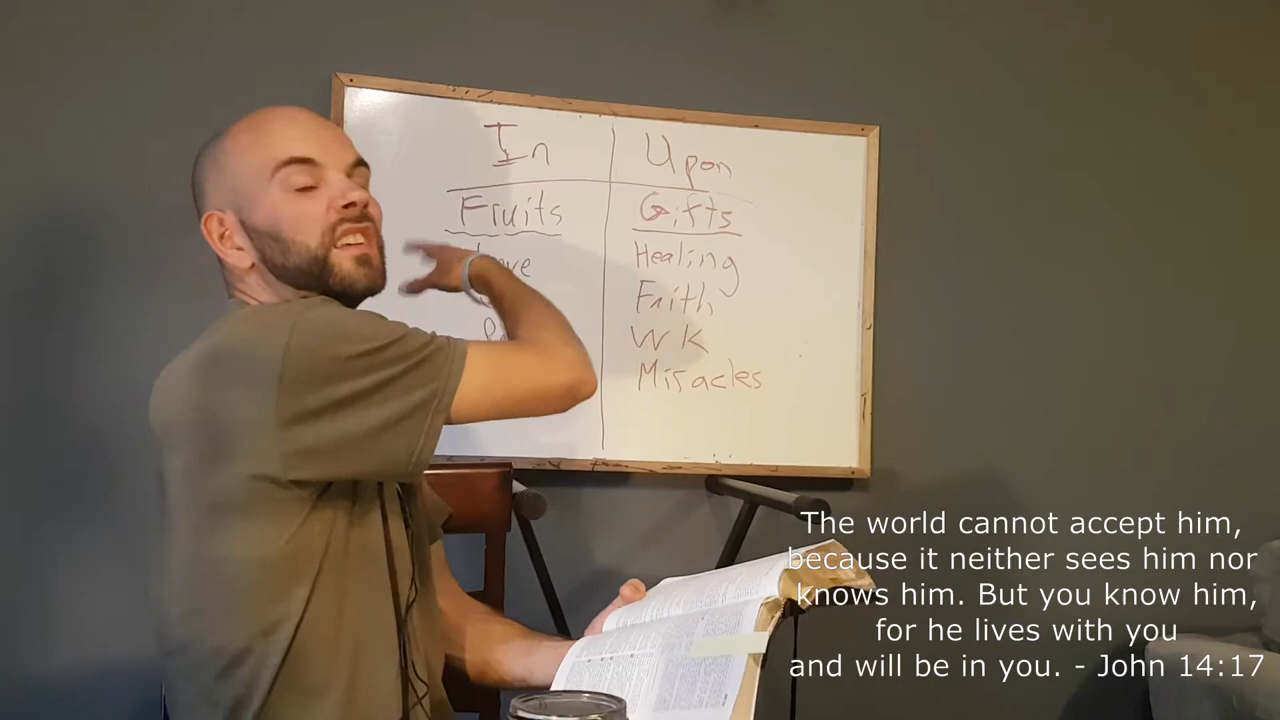 In
Upon
Fruits
Gifts
Healing
Faith
W K
Miracles
The world cannot accept him,
because it neither sees him nor
knows him. But you know him,
for he lives with you
and will be in you. - John 14:17